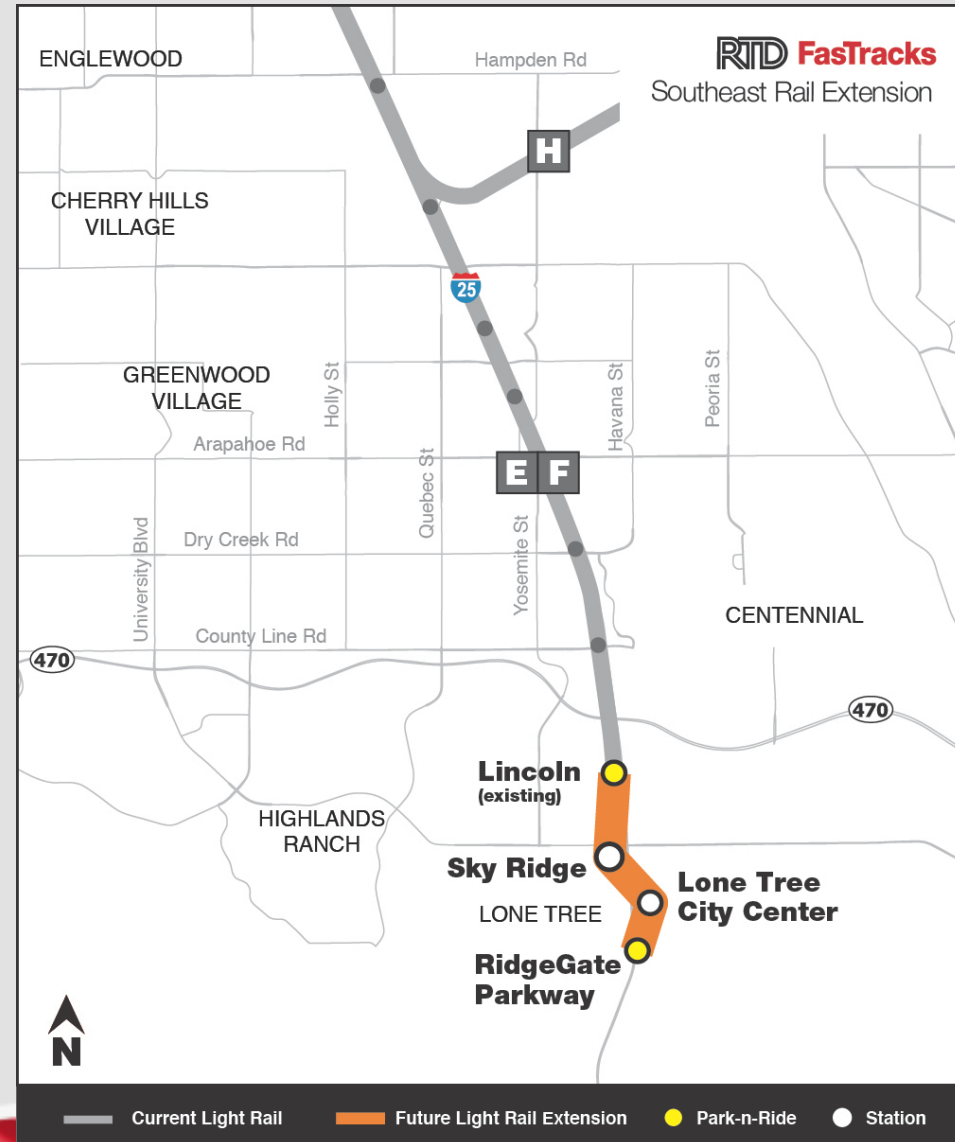 ENGLEWOOD
Hampden Rd
RTD FasTracks
Southeast Rail Extension
H
CHERRY HILLS
VILLAGE
25
GREENWOOD
VILLAGE
Holly St
Havana St
Peoria St
Arapahoe Rd
Quebec St
E F
Dry Creek Rd
University Blvd
Yosemite St
County Line Rd
CENTENNIAL
470
470
Lincoln
(existing)
HIGHLANDS
RANCH
Sky Ridge
Lone Tree
City Center
LONE TREE
RidgeGate
Parkway
N
Current Light Rail
Future Light Rail Extension
Park-n-Ride
Station